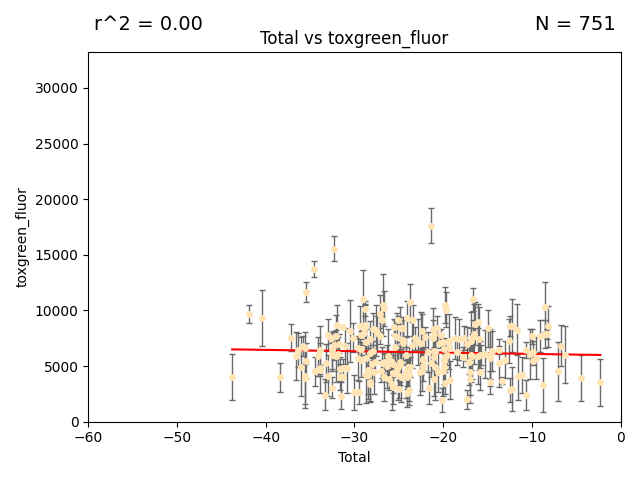 r^2 = 0.00
N = 751
Total vs toxgreen_fluor
30000
25000
20000
15000
10000
5000
0
toxgreen_fluor
−60
−50
−40
−30
−20
−10
0
Total